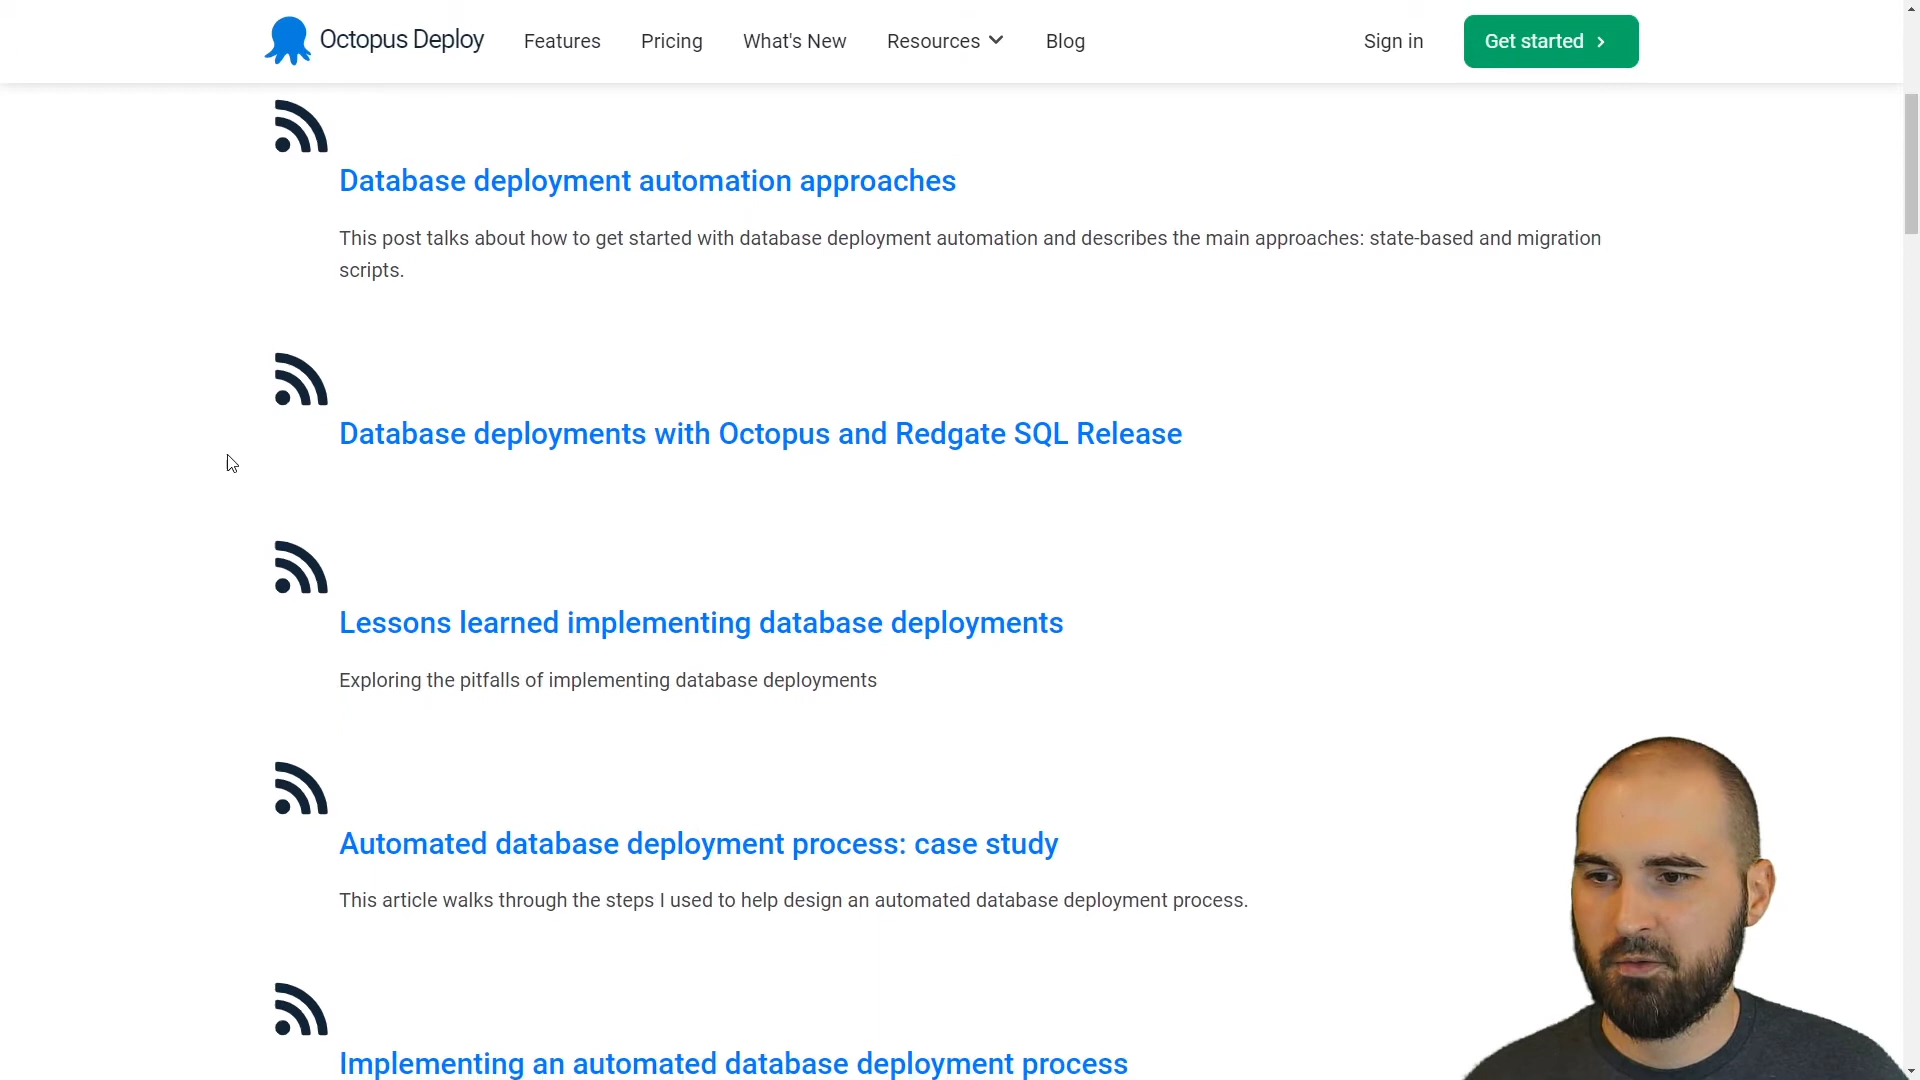 Octopus Deploy
Features
Pricing
What's New
Resources
Blog
Sign in
Get started
Database deployment automation approaches
This post talks about how to get started with database deployment automation and describes the main approaches: state-based and migration
scripts.
Database deployments with Octopus and Redgate SQL Release
Lessons learned implementing database deployments
Exploring the pitfalls of implementing database deployments
Automated database deployment process: case study
This article walks through the steps I used to help design an automated database deployment process.
Implementing an automated database deployment process